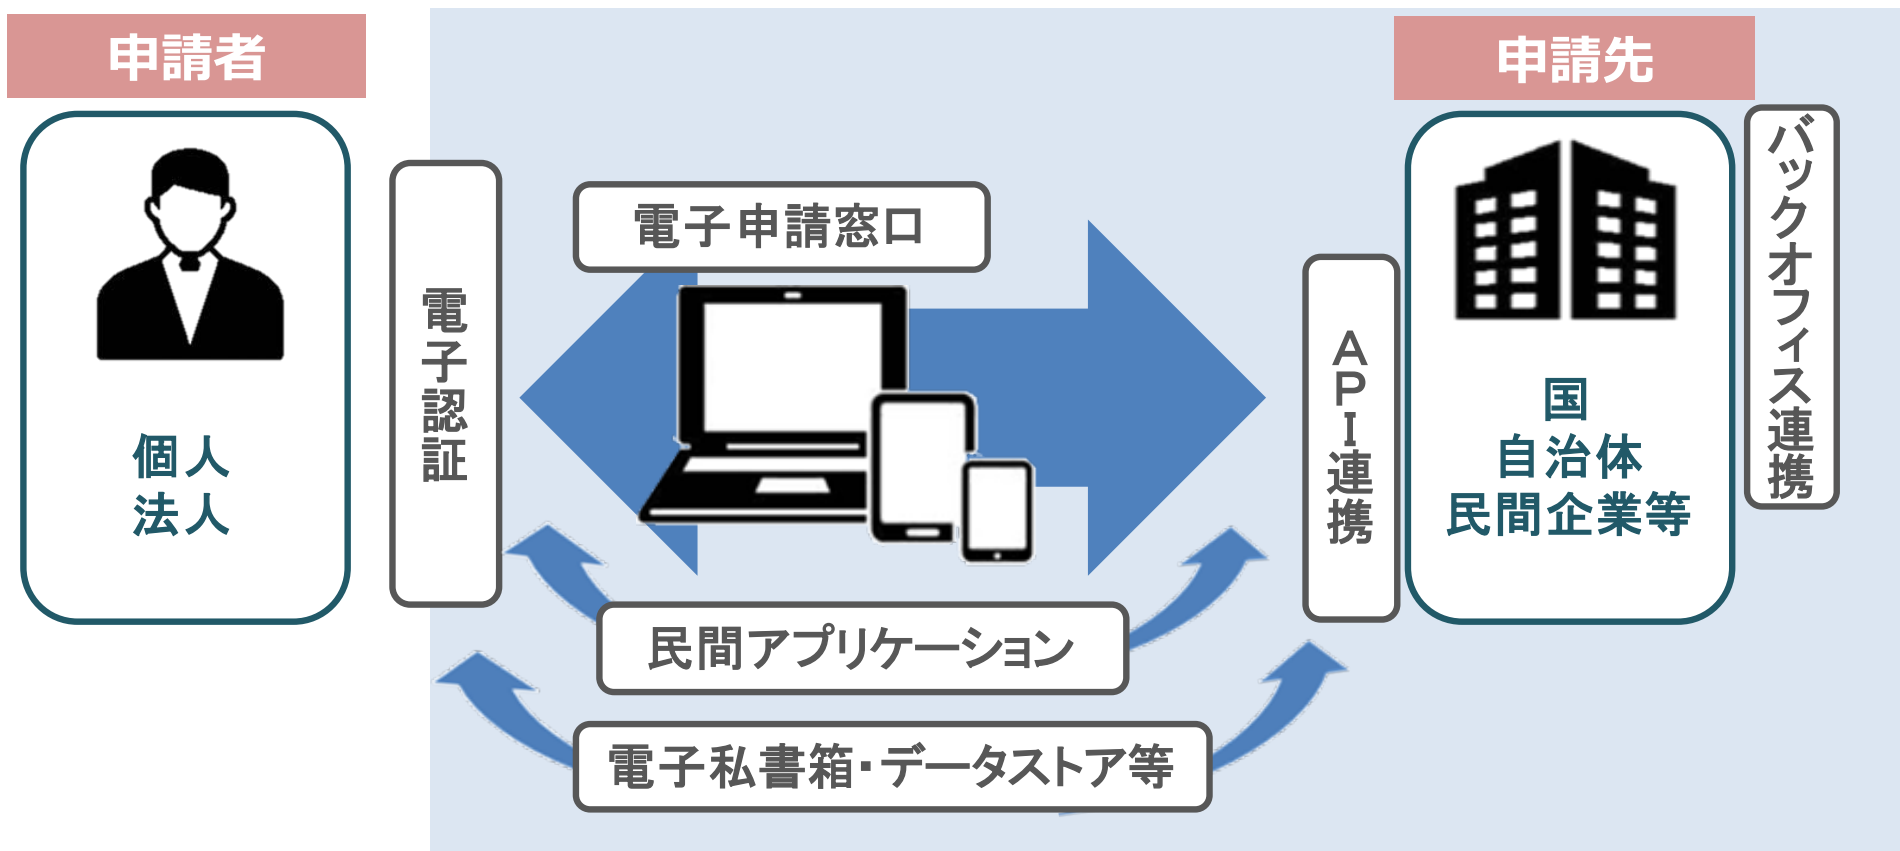 申請者
個人
法人
電子認証
電子申請窓口
民間アプリケーション
電子私書箱・データストア等
API連携
申請先
国
自治体
民間企業等
バックオフィス連携